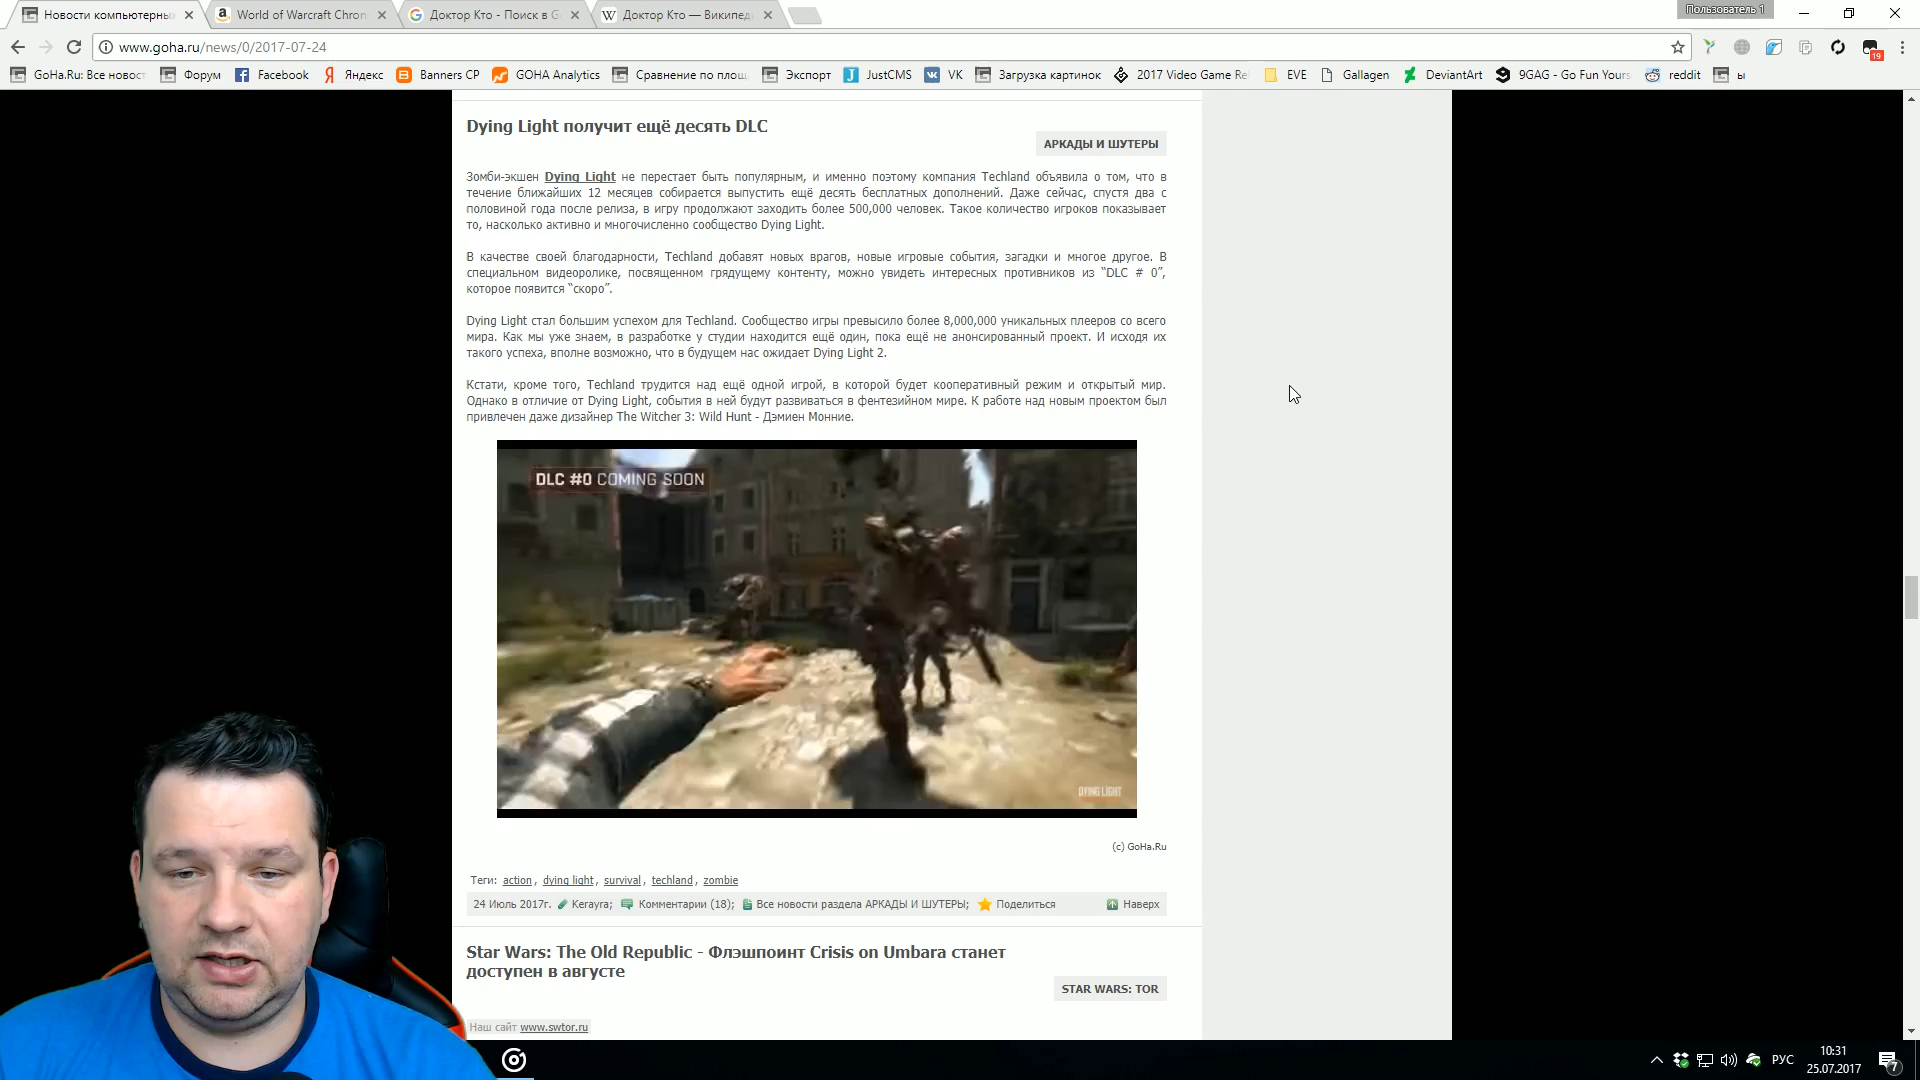 Новости компьютерны
World of Warcraft Chron
Доктор Кто - Поиск в G
Доктор Кто — Википед
Пользователь 1
www.goha.ru/news/0/2017-07-24
19
GoHa.Ru: Все новост
Форум
Facebook
Яндекс
Banners CP
GOHA Analytics
Сравнение по площ
Экспорт
JustCMS
VK
Загрузка картинок
2017 Video Game Rel
EVE
Gallagen
DeviantArt
9GAG - Go Fun Yours
reddit
ы
Dying Light получит ещё десять DLC
АРКАДЫ И ШУТЕРЫ
Зомби-экшен Dying Light не перестает быть популярным, и именно поэтому компания Techland объявила о том, что в
течение ближайших 12 месяцев собирается выпустить ещё десять бесплатных дополнений. Даже сейчас, спустя два с
половиной года после релиза, в игру продолжают заходить более 500,000 человек. Такое количество игроков показывает
то, насколько активно и многочисленно сообщество Dying Light.
В качестве своей благодарности, Techland добавят новых врагов, новые игровые события, загадки и многое другое. В
специальном видеоролике, посвященном грядущему контенту, можно увидеть интересных противников из “DLC # 0”,
которое появится “скоро”.
Dying Light стал большим успехом для Techland. Сообщество игры превысило более 8,000,000 уникальных плееров со всего
мира. Как мы уже знаем, в разработке у студии находится ещё один, пока ещё не анонсированный проект. И исходя их
такого успеха, вполне возможно, что в будущем нас ожидает Dying Light 2.
Кстати, кроме того, Techland трудится над ещё одной игрой, в которой будет кооперативный режим и открытый мир.
Однако в отличие от Dying Light, события в ней будут развиваться в фентезийном мире. К работе над новым проектом был
привлечен даже дизайнер The Witcher 3: Wild Hunt - Дэмиен Монние.
DLC #0 COMING SOON
DYING LIGHT
(c) GoHa.Ru
Теги: action, dying light, survival, techland, zombie
24 Июль 2017г. Kerayra; Комментарии (18); Все новости раздела АРКАДЫ И ШУТЕРЫ; Поделиться Наверх
Star Wars: The Old Republic - Флэшпоинт Crisis on Umbara станет
доступен в августе
STAR WARS: TOR
Наш сайт www.swtor.ru
РУС
10:31
25.07.2017
7